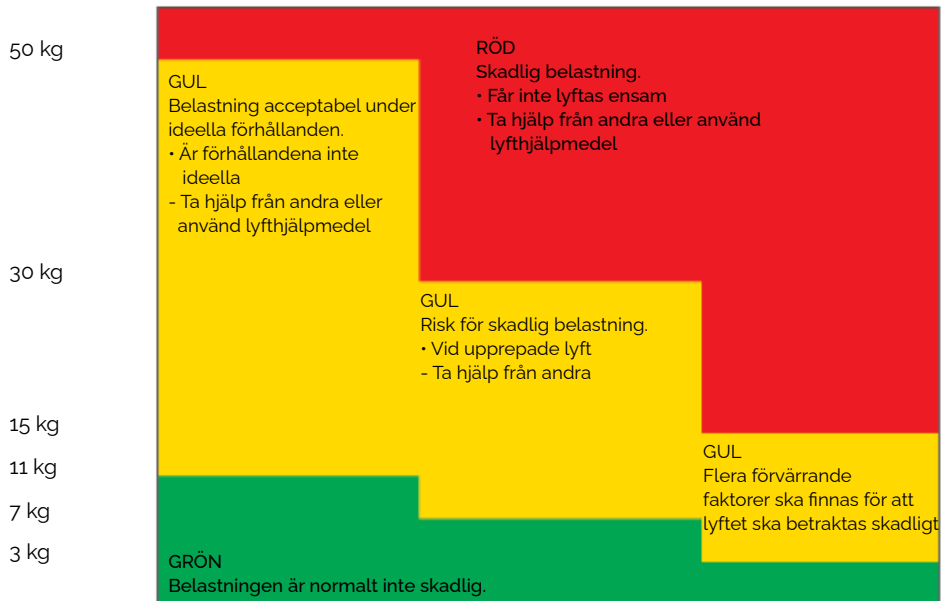 50 kg
30 kg
15 kg
11 kg
7 kg
3 kg
GUL
Belastning acceptabel under
ideella förhållanden.
• Är förhållandena inte
ideella
- Ta hjälp från andra eller
använd lyfthjälpmedel
RÖD
Skadlig belastning.
• Får inte lyftas ensam
• Ta hjälp från andra eller använd
lyfthjälpmedel
GUL
Risk för skadlig belastning.
• Vid upprepade lyft
- Ta hjälp från andra
GUL
Flera förvärrande
faktorer ska finnas för att
lyftet ska betraktas skadligt
GRÖN
Belastningen är normalt inte skadlig.